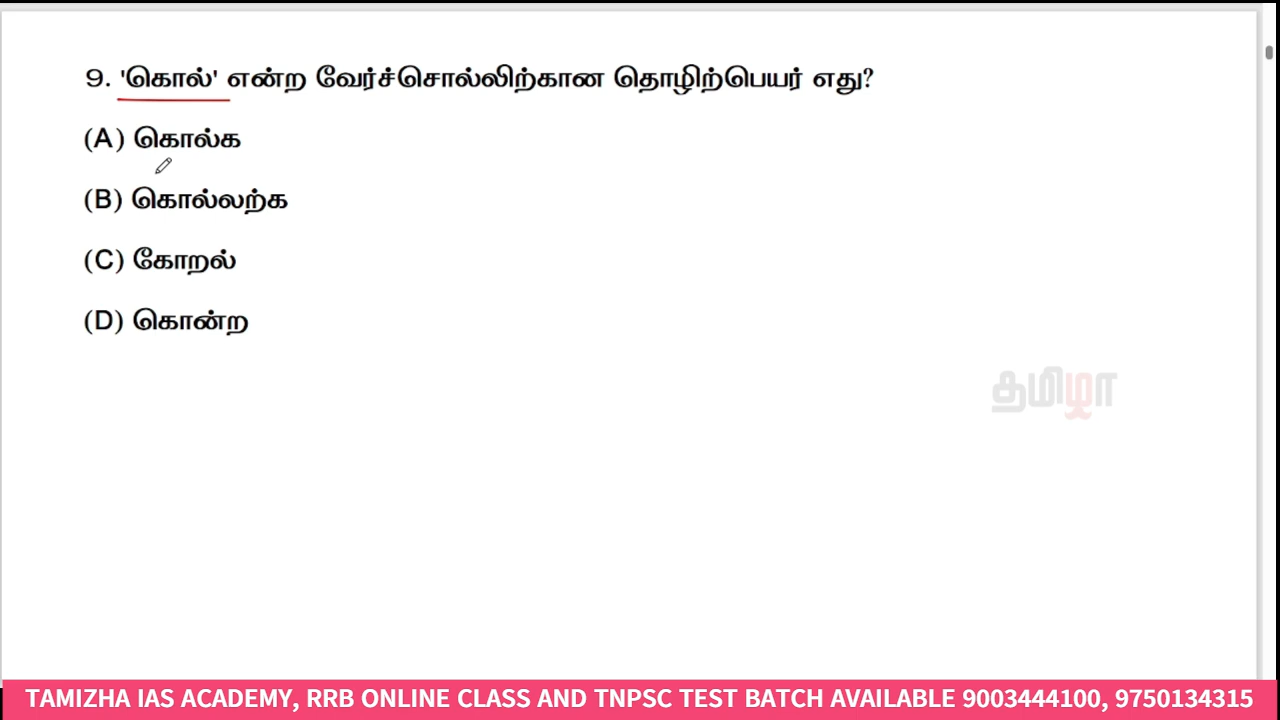 9. 'கொல்' என்ற வேர்ச்சொல்லிற்கான தொழிற்பெயர் எது?
(A) கொல்க
(B) கொல்லற்க
(C) கோறல்
(D) கொன்ற
தமிழா
TAMIZHA IAS ACADEMY, RRB ONLINE CLASS AND TNPSC TEST BATCH AVAILABLE 9003444100, 9750134315